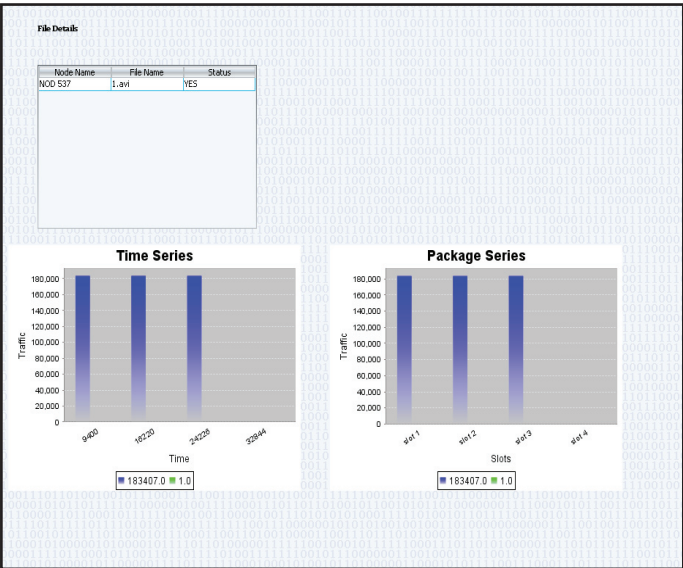 File Details
Node Name File Name Status
NOD 537 1.avi YES
Time Series
180,000
160,000
140,000
120,000
100,000
80,000
60,000
40,000
20,000
0
Traffic
9400 16220 24226 32844
Time
183407.0 1.0
Package Series
180,000
160,000
140,000
120,000
100,000
80,000
60,000
40,000
20,000
0
Traffic
slot 1 slot 2 slot 3 slot 4
Slots
183407.0 1.0